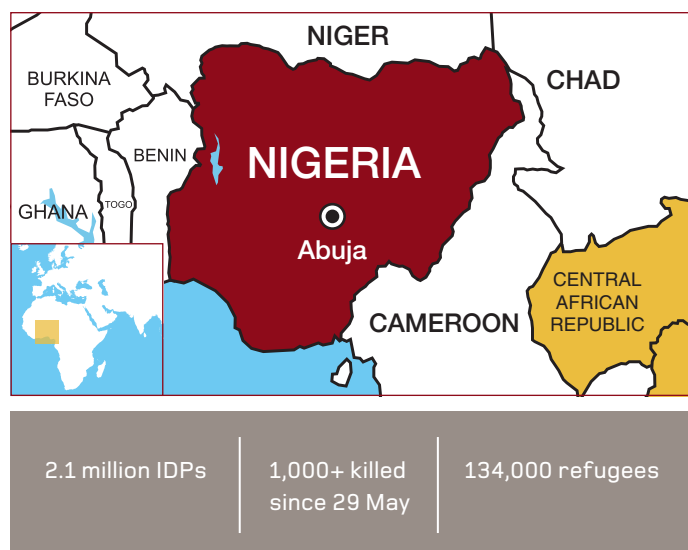 NIGER
CHAD
BURKINA
FASO
BENIN
NIGERIA
GHANA
TOGO
Abuja
CENTRAL
AFRICAN
REPUBLIC
CAMEROON
2.1 million IDPs
1,000+ killed
since 29 May
134,000 refugees